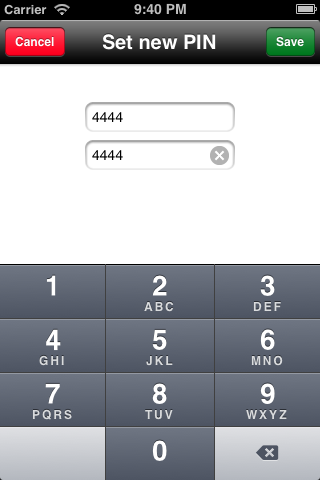 Carrier 9:40 PM
Cancel Set new PIN Save
4444
4444
1 2 3
ABC DEF
4 5 6
GHI JKL MNO
7 8 9
PQRS TUV WXYZ
0